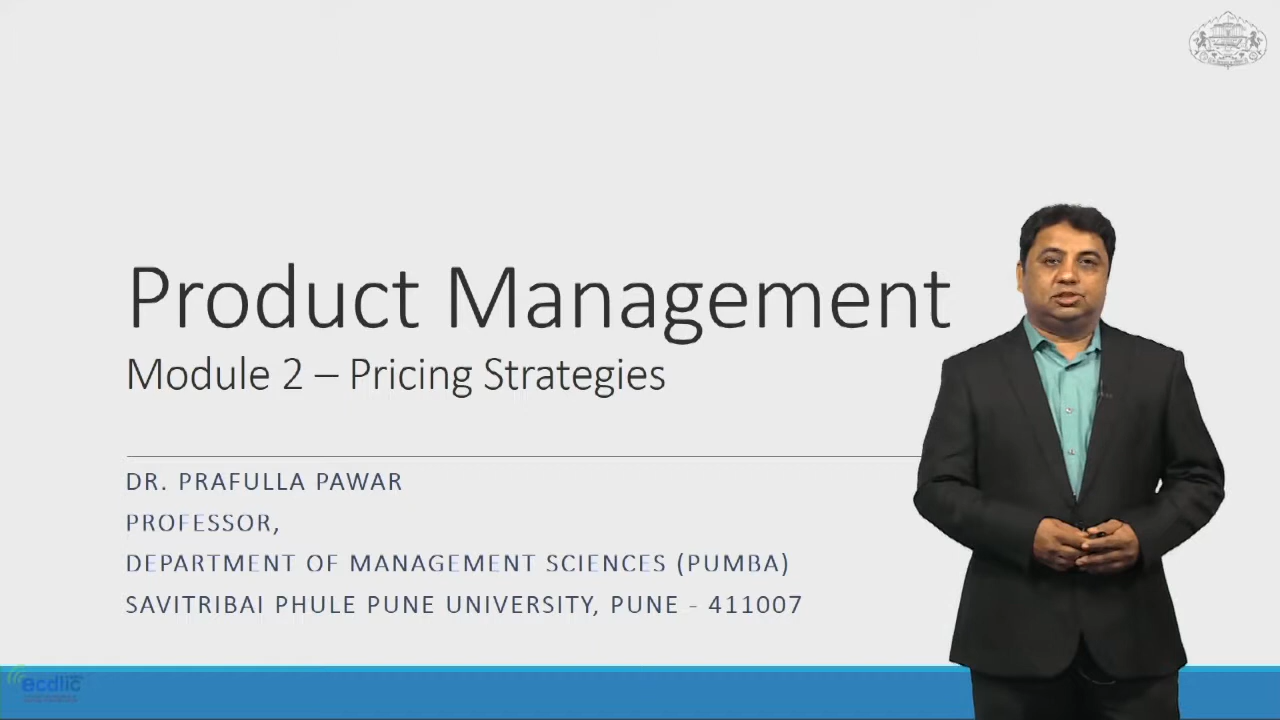 Product Management
Module 2 – Pricing Strategies
DR. PRAFULLA PAWAR
PROFESSOR,
DEPARTMENT OF MANAGEMENT SCIENCES (PUMBA)
SAVITRIBAI PHULE PUNE UNIVERSITY, PUNE - 411007
ecdlic